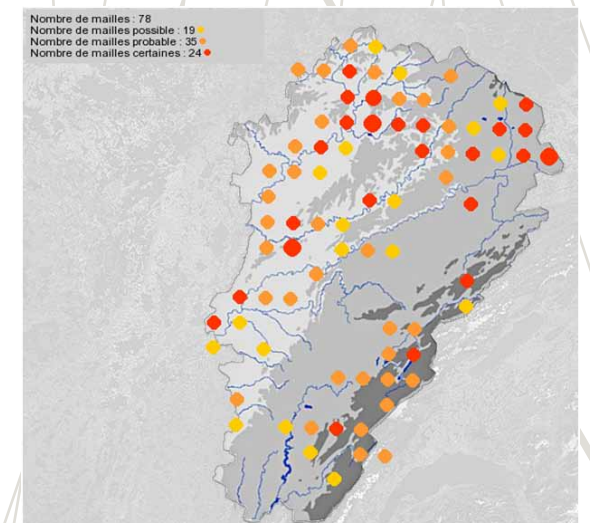 Nombre de mailles : 78
Nombre de mailles possible : 19
Nombre de mailles probable : 35
Nombre de mailles certaines : 24